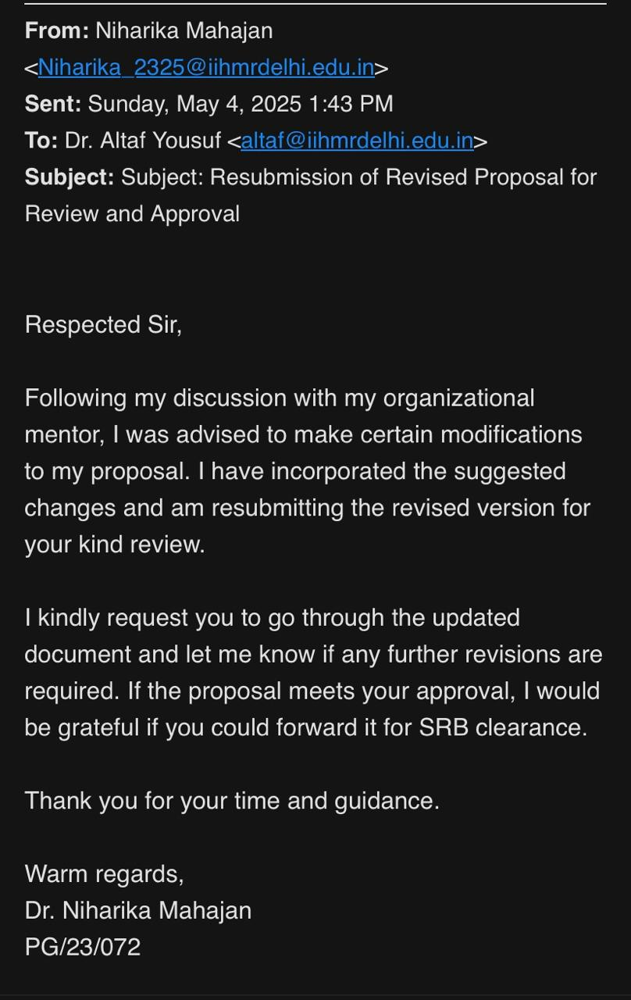 From: Niharika Mahajan
<Niharika_2325@iihmrdelhi.edu.in>
Sent: Sunday, May 4, 2025 1:43 PM
To: Dr. Altaf Yousuf <altaf@iihmrdelhi.edu.in>
Subject: Subject: Resubmission of Revised Proposal for
Review and Approval
Respected Sir,
Following my discussion with my organizational
mentor, I was advised to make certain modifications
to my proposal. I have incorporated the suggested
changes and am resubmitting the revised version for
your kind review.
I kindly request you to go through the updated
document and let me know if any further revisions are
required. If the proposal meets your approval, I would
be grateful if you could forward it for SRB clearance.
Thank you for your time and guidance.
Warm regards,
Dr. Niharika Mahajan
PG/23/072